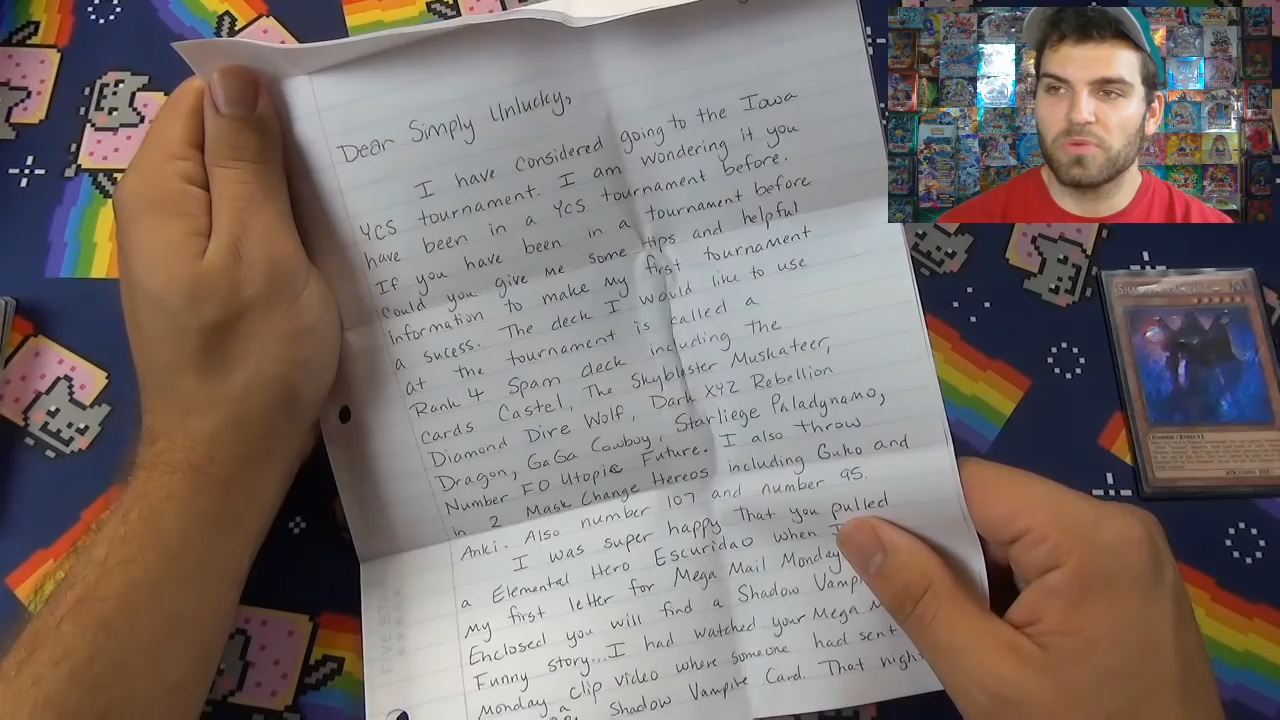 Dear Simply Unlucky,
I have considered going to the Iowa
YCS tournament. I am wondering it you
have been in a YCS tournament before.
If you have been in a tournament before
could you give me some tips and helpful
information to make my first tournament
a sucess. The deck I would like to use
at the tournament is called a
Rank 4 Spam deck including the
cards Castel, The Skyblaster Muskateer,
Diamond Dire Wolf, Dark XYZ Rebellion
Dragon, GaGa Cowboy, Starliege Paladynamo,
Number F0 Utopic Future. I also throw
in 2 Mask Change Hereos including Guko and
Anki. Also number 107 and number 95.
I was super happy that you pulled
a Elemental Hero Escuridao when I
my first letter for Mega Mail Monday
Enclosed you will find a Shadow Vampi
Funny story...I had watched your Mega M
Monday a clip video where someone had sent
Shadow Vampire Card. That nigh